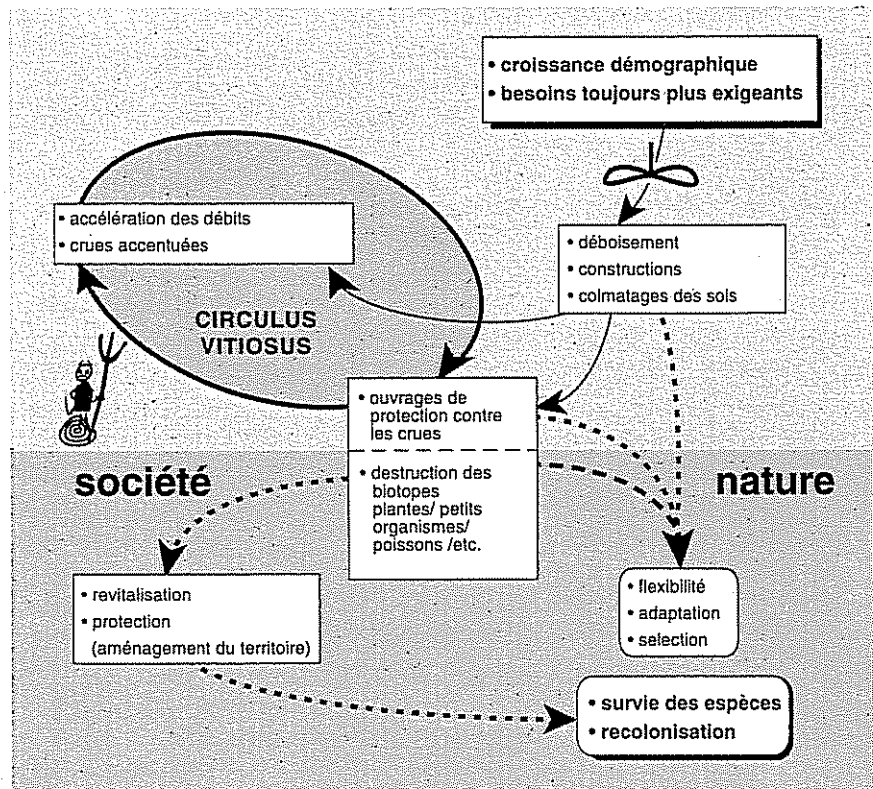 • croissance démographique
• besoins toujours plus exigeants
• accélération des débits
• crues accentuées
• déboisement
• constructions
• colmatages des sols
CIRCULUS
VITIOSUS
• ouvrages de
protection contre
les crues
société
nature
• destruction des
biotopes
plantes/ petits
organismes/
poissons /etc.
• revitalisation
• protection
(aménagement du territoire)
• flexibilité
• adaptation
• selection
• survie des espèces
• recolonisation